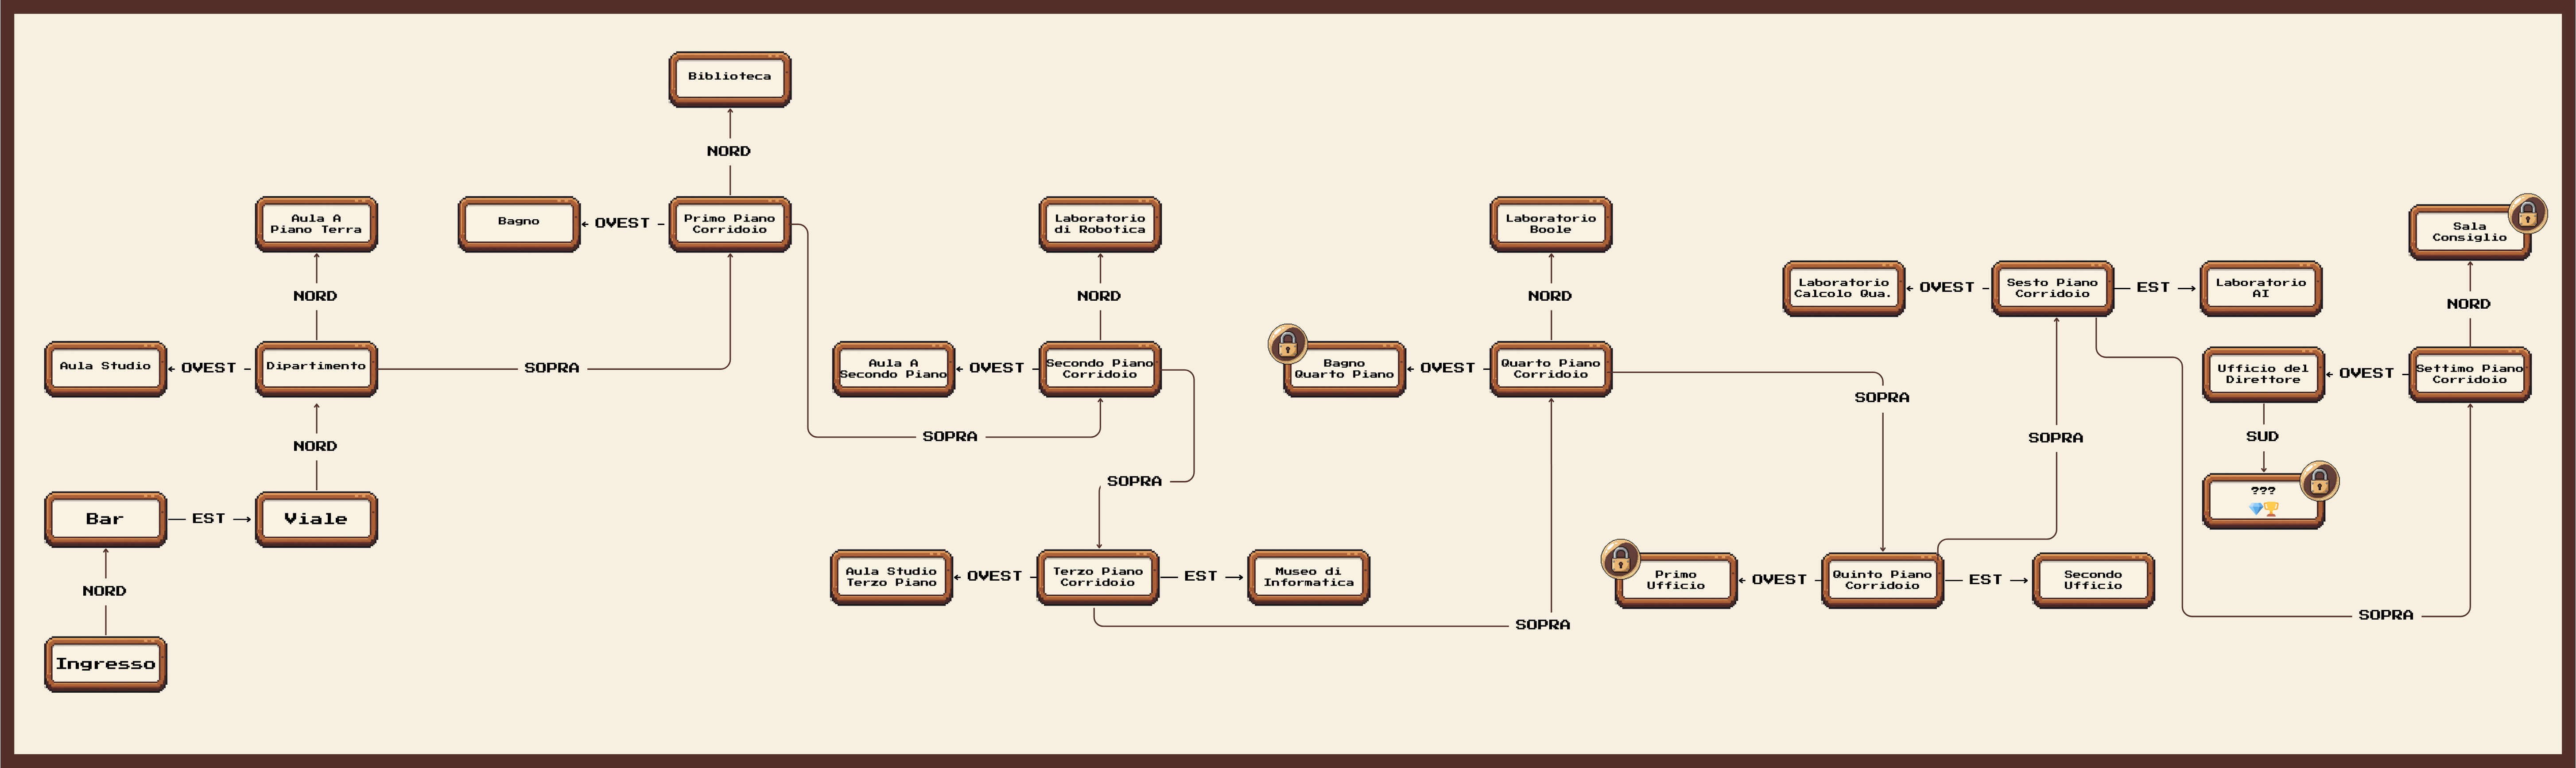 Biblioteca
NORD
Aula A
Piano Terra
Bagno
OVEST
Primo Piano
Corridoio
Laboratorio
di Robotica
Laboratorio
Boole
Sala
Consiglio
NORD
NORD
NORD
Laboratorio
Calcolo Qua.
OVEST
Sesto Piano
Corridoio
EST
Laboratorio
AI
NORD
Aula Studio
OVEST
Dipartimento
SOPRA
Aula A
Secondo Piano
OVEST
Secondo Piano
Corridoio
Bagno
Quarto Piano
OVEST
Quarto Piano
Corridoio
SOPRA
Ufficio del
Direttore
OVEST
Settimo Piano
Corridoio
NORD
SOPRA
SOPRA
SUD
SOPRA
???
Bar
EST
Viale
NORD
Aula Studio
Terzo Piano
OVEST
Terzo Piano
Corridoio
EST
Museo di
Informatica
Primo
Ufficio
OVEST
Quinto Piano
Corridoio
EST
Secondo
Ufficio
SOPRA
SOPRA
Ingresso